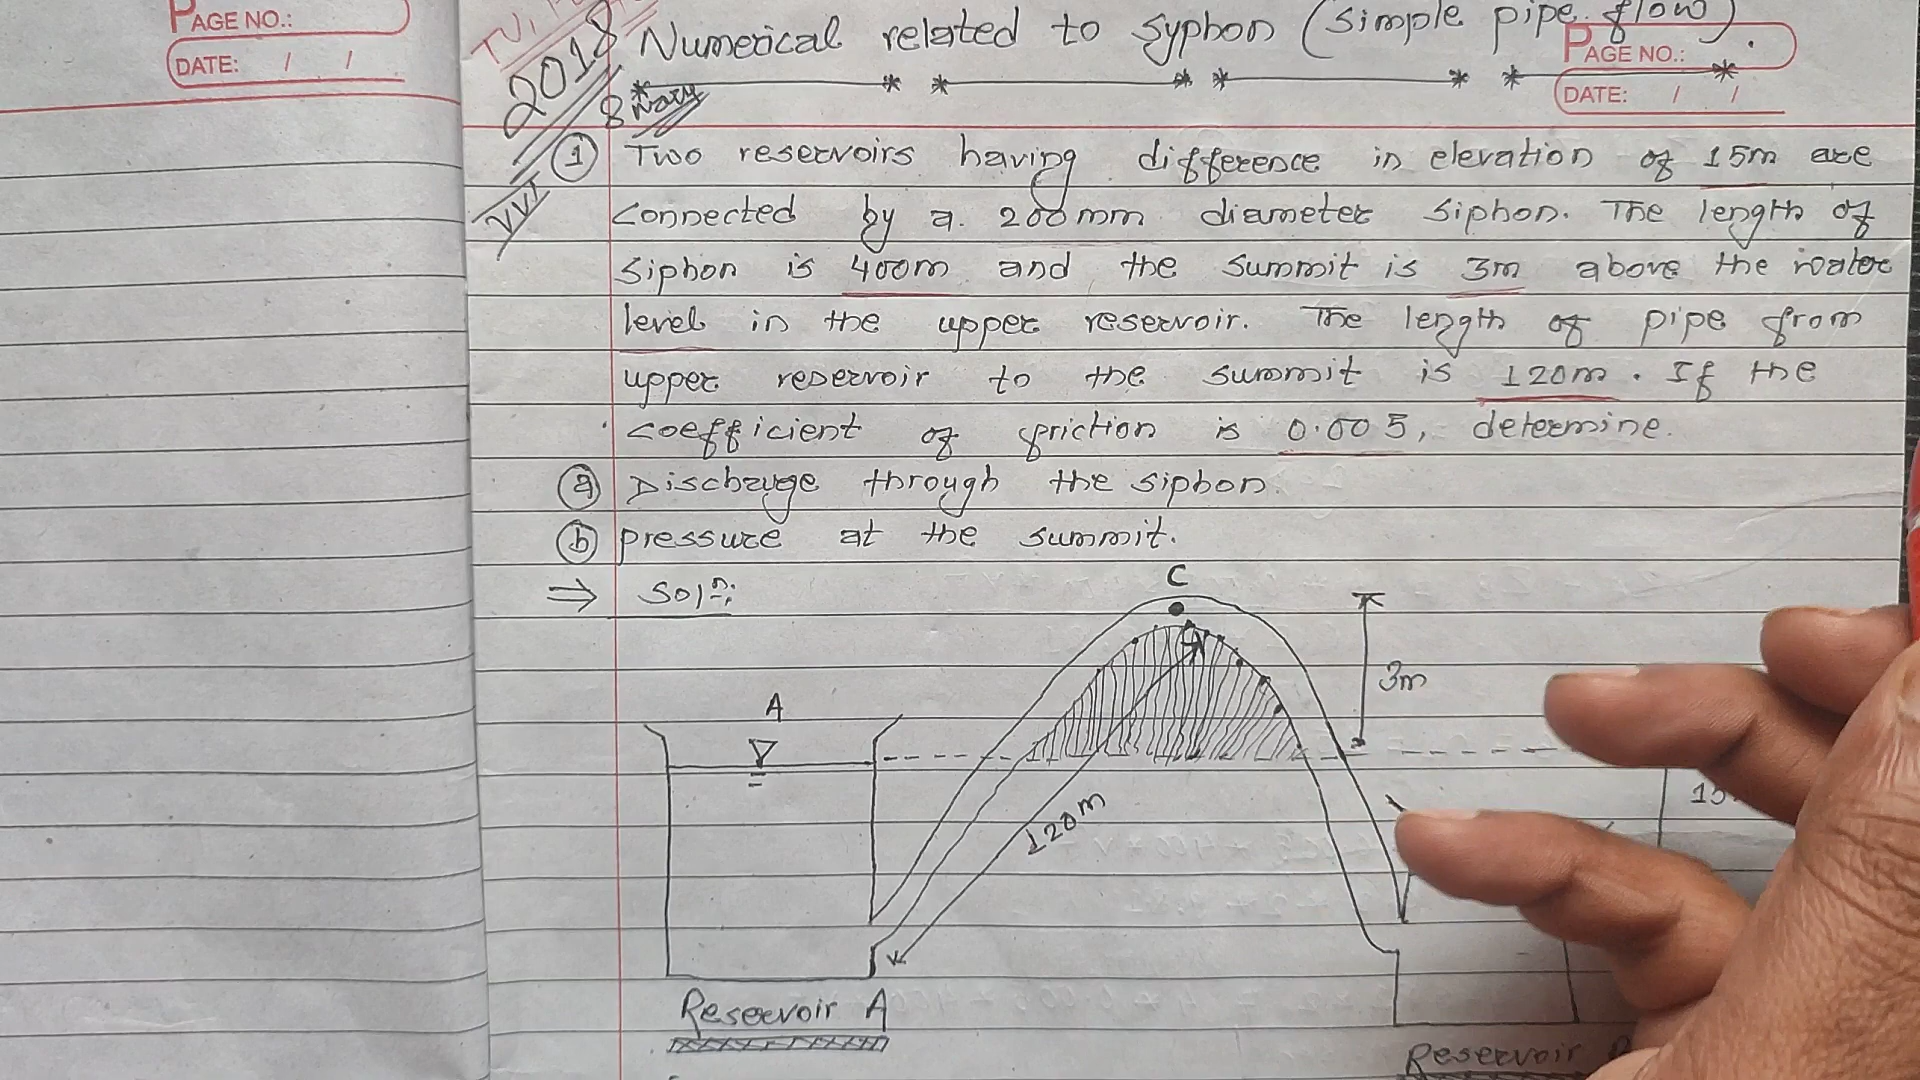 PAGE NO.:
DATE: / /
2018
Numerical related to syphon (simple pipe flow).
PAGE NO.:
DATE: / /
8 Mark
VVI
① Two reservoirs having difference in elevation of 15m are
connected by a. 200mm diameter siphon. The length of
siphon is 400m and the summit is 3m above the water
level in the upper reservoir. The length of pipe from
upper reservoir to the summit is 120m. If the
coefficient of friction is 0.005, determine.
ⓐ Discharge through the siphon.
ⓑ pressure at the summit.
⇒ Solⁿ:
C
3m
A
15
120m
Reservoir A
Reservoir